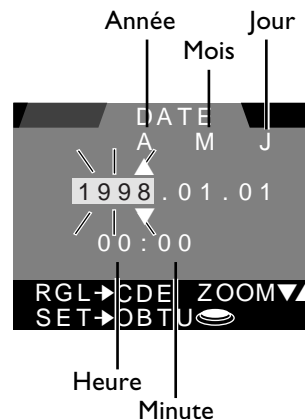 Année Jour
Mois
DATE
A M J
1998.01.01
00:00
RGL→CDE ZOOM▼▲
SET→OBTU
Heure
Minute